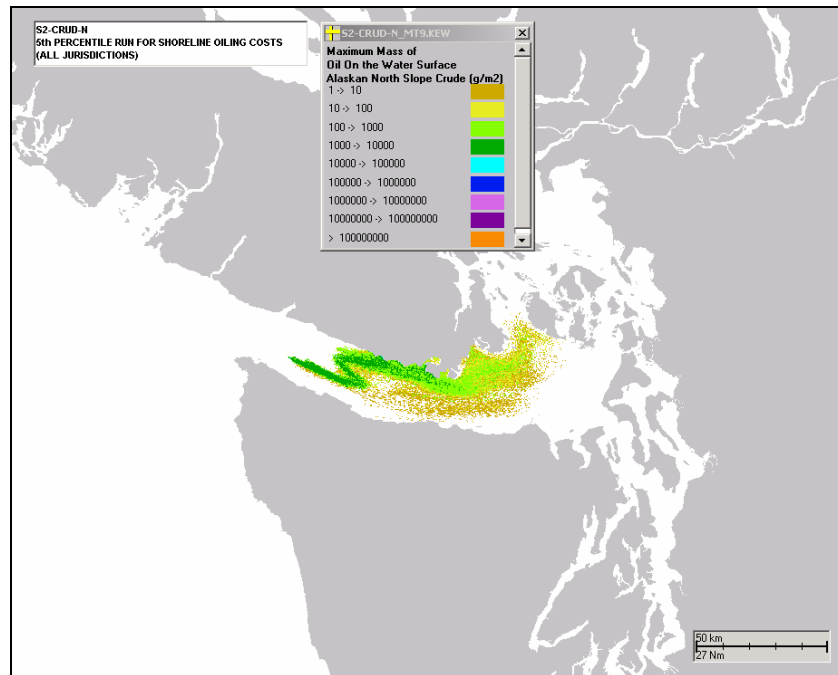 S2-CRUD-N
5th PERCENTILE RUN FOR SHORELINE OILING COSTS
(ALL JURISDICTIONS)
S2-CRUD-N_MT9.KEW
Maximum Mass of
Oil On the Water Surface
Alaskan North Slope Crude (g/m2)
1 -> 10
10 -> 100
100 -> 1000
1000 -> 10000
10000 -> 100000
100000 -> 1000000
1000000 -> 10000000
10000000 -> 100000000
> 100000000
50 km
27 Nm